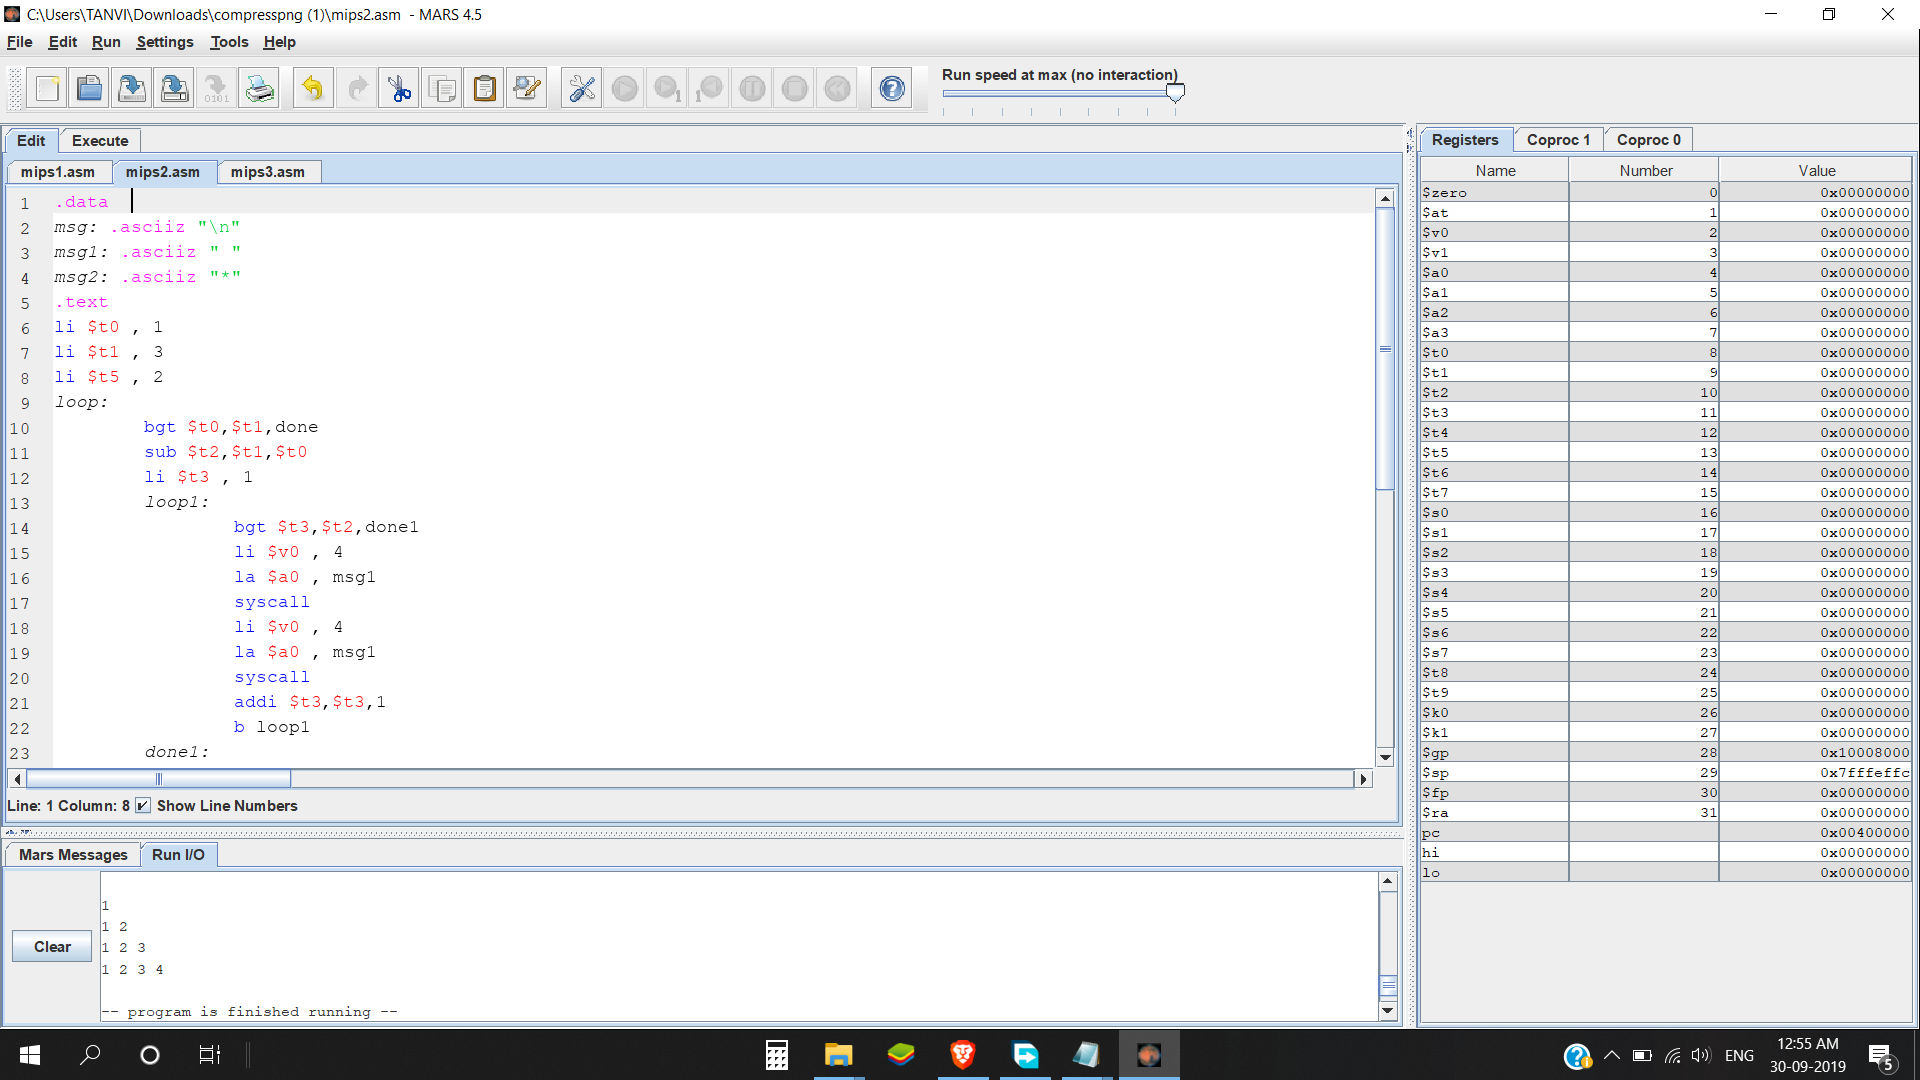 C:\Users\TANVI\Downloads\compresspng (1)\mips2.asm - MARS 4.5
File Edit Run Settings Tools Help
Run speed at max (no interaction)
Edit Execute
mips1.asm mips2.asm mips3.asm
1 .data
2 msg: .asciiz "\n"
3 msg1: .asciiz " "
4 msg2: .asciiz "*"
5 .text
6 li $t0 , 1
7 li $t1 , 3
8 li $t5 , 2
9 loop:
10 bgt $t0,$t1,done
11 sub $t2,$t1,$t0
12 li $t3 , 1
13 loop1:
14 bgt $t3,$t2,done1
15 li $v0 , 4
16 la $a0 , msg1
17 syscall
18 li $v0 , 4
19 la $a0 , msg1
20 syscall
21 addi $t3,$t3,1
22 b loop1
23 done1:
Line: 1 Column: 8 Show Line Numbers
Mars Messages Run I/O
Clear
1
1 2
1 2 3
1 2 3 4
-- program is finished running --
Registers Coproc 1 Coproc 0
Name Number Value
$zero 0 0x00000000
$at 1 0x00000000
$v0 2 0x00000000
$v1 3 0x00000000
$a0 4 0x00000000
$a1 5 0x00000000
$a2 6 0x00000000
$a3 7 0x00000000
$t0 8 0x00000000
$t1 9 0x00000000
$t2 10 0x00000000
$t3 11 0x00000000
$t4 12 0x00000000
$t5 13 0x00000000
$t6 14 0x00000000
$t7 15 0x00000000
$s0 16 0x00000000
$s1 17 0x00000000
$s2 18 0x00000000
$s3 19 0x00000000
$s4 20 0x00000000
$s5 21 0x00000000
$s6 22 0x00000000
$s7 23 0x00000000
$t8 24 0x00000000
$t9 25 0x00000000
$k0 26 0x00000000
$k1 27 0x00000000
$gp 28 0x10008000
$sp 29 0x7fffeffc
$fp 30 0x00000000
$ra 31 0x00000000
pc 0x00400000
hi 0x00000000
lo 0x00000000
ENG
12:55 AM
30-09-2019
5